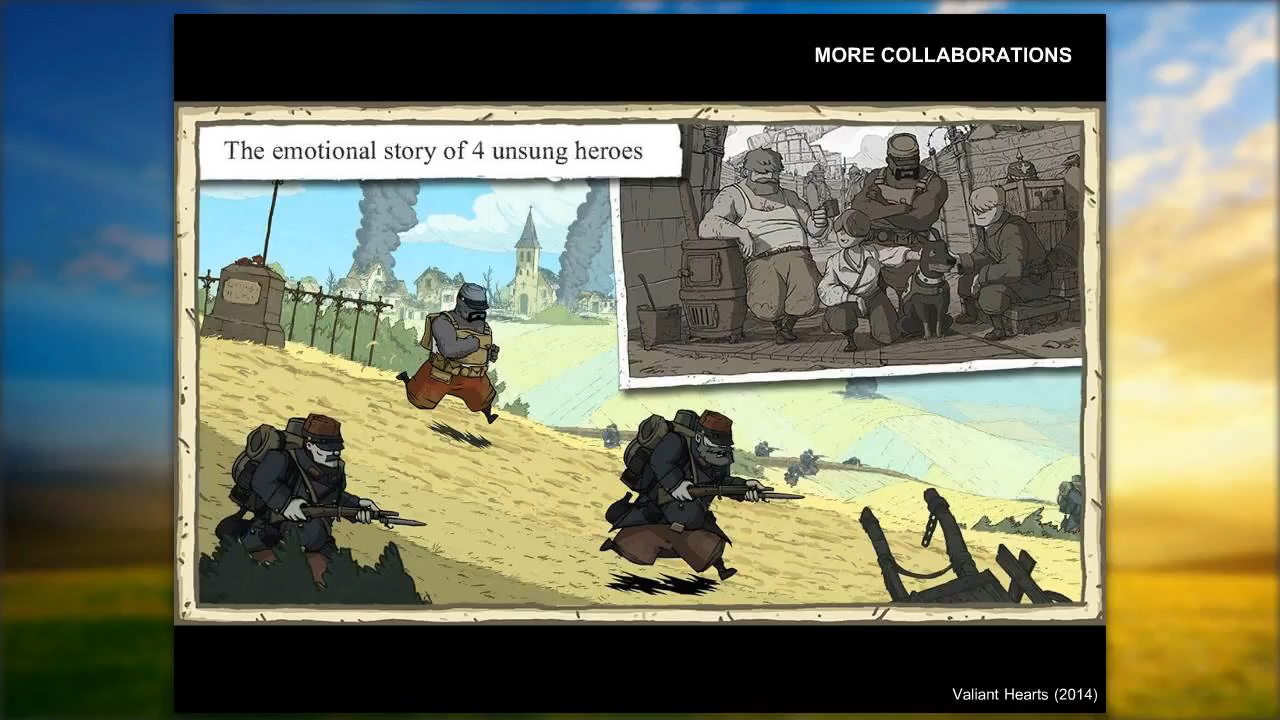 MORE COLLABORATIONS
The emotional story of 4 unsung heroes
Valiant Hearts (2014)